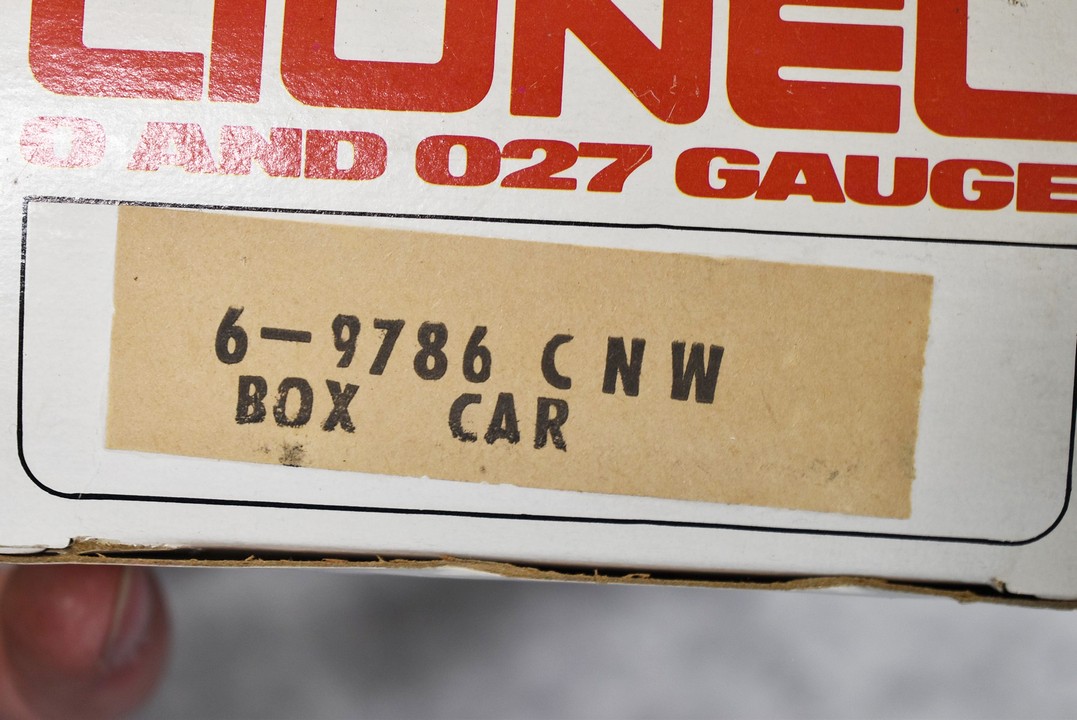 LIONEL
O AND 027 GAUGE
6-9786 CNW
BOX CAR